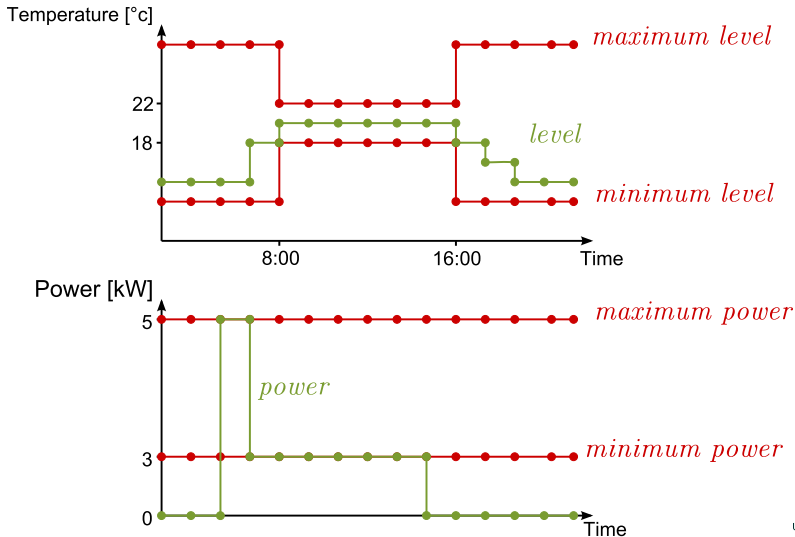 Temperature [°c]
maximum level
22
18
level
minimum level
8:00
16:00
Time
Power [kW]
5
maximum power
power
3
minimum power
0
Time